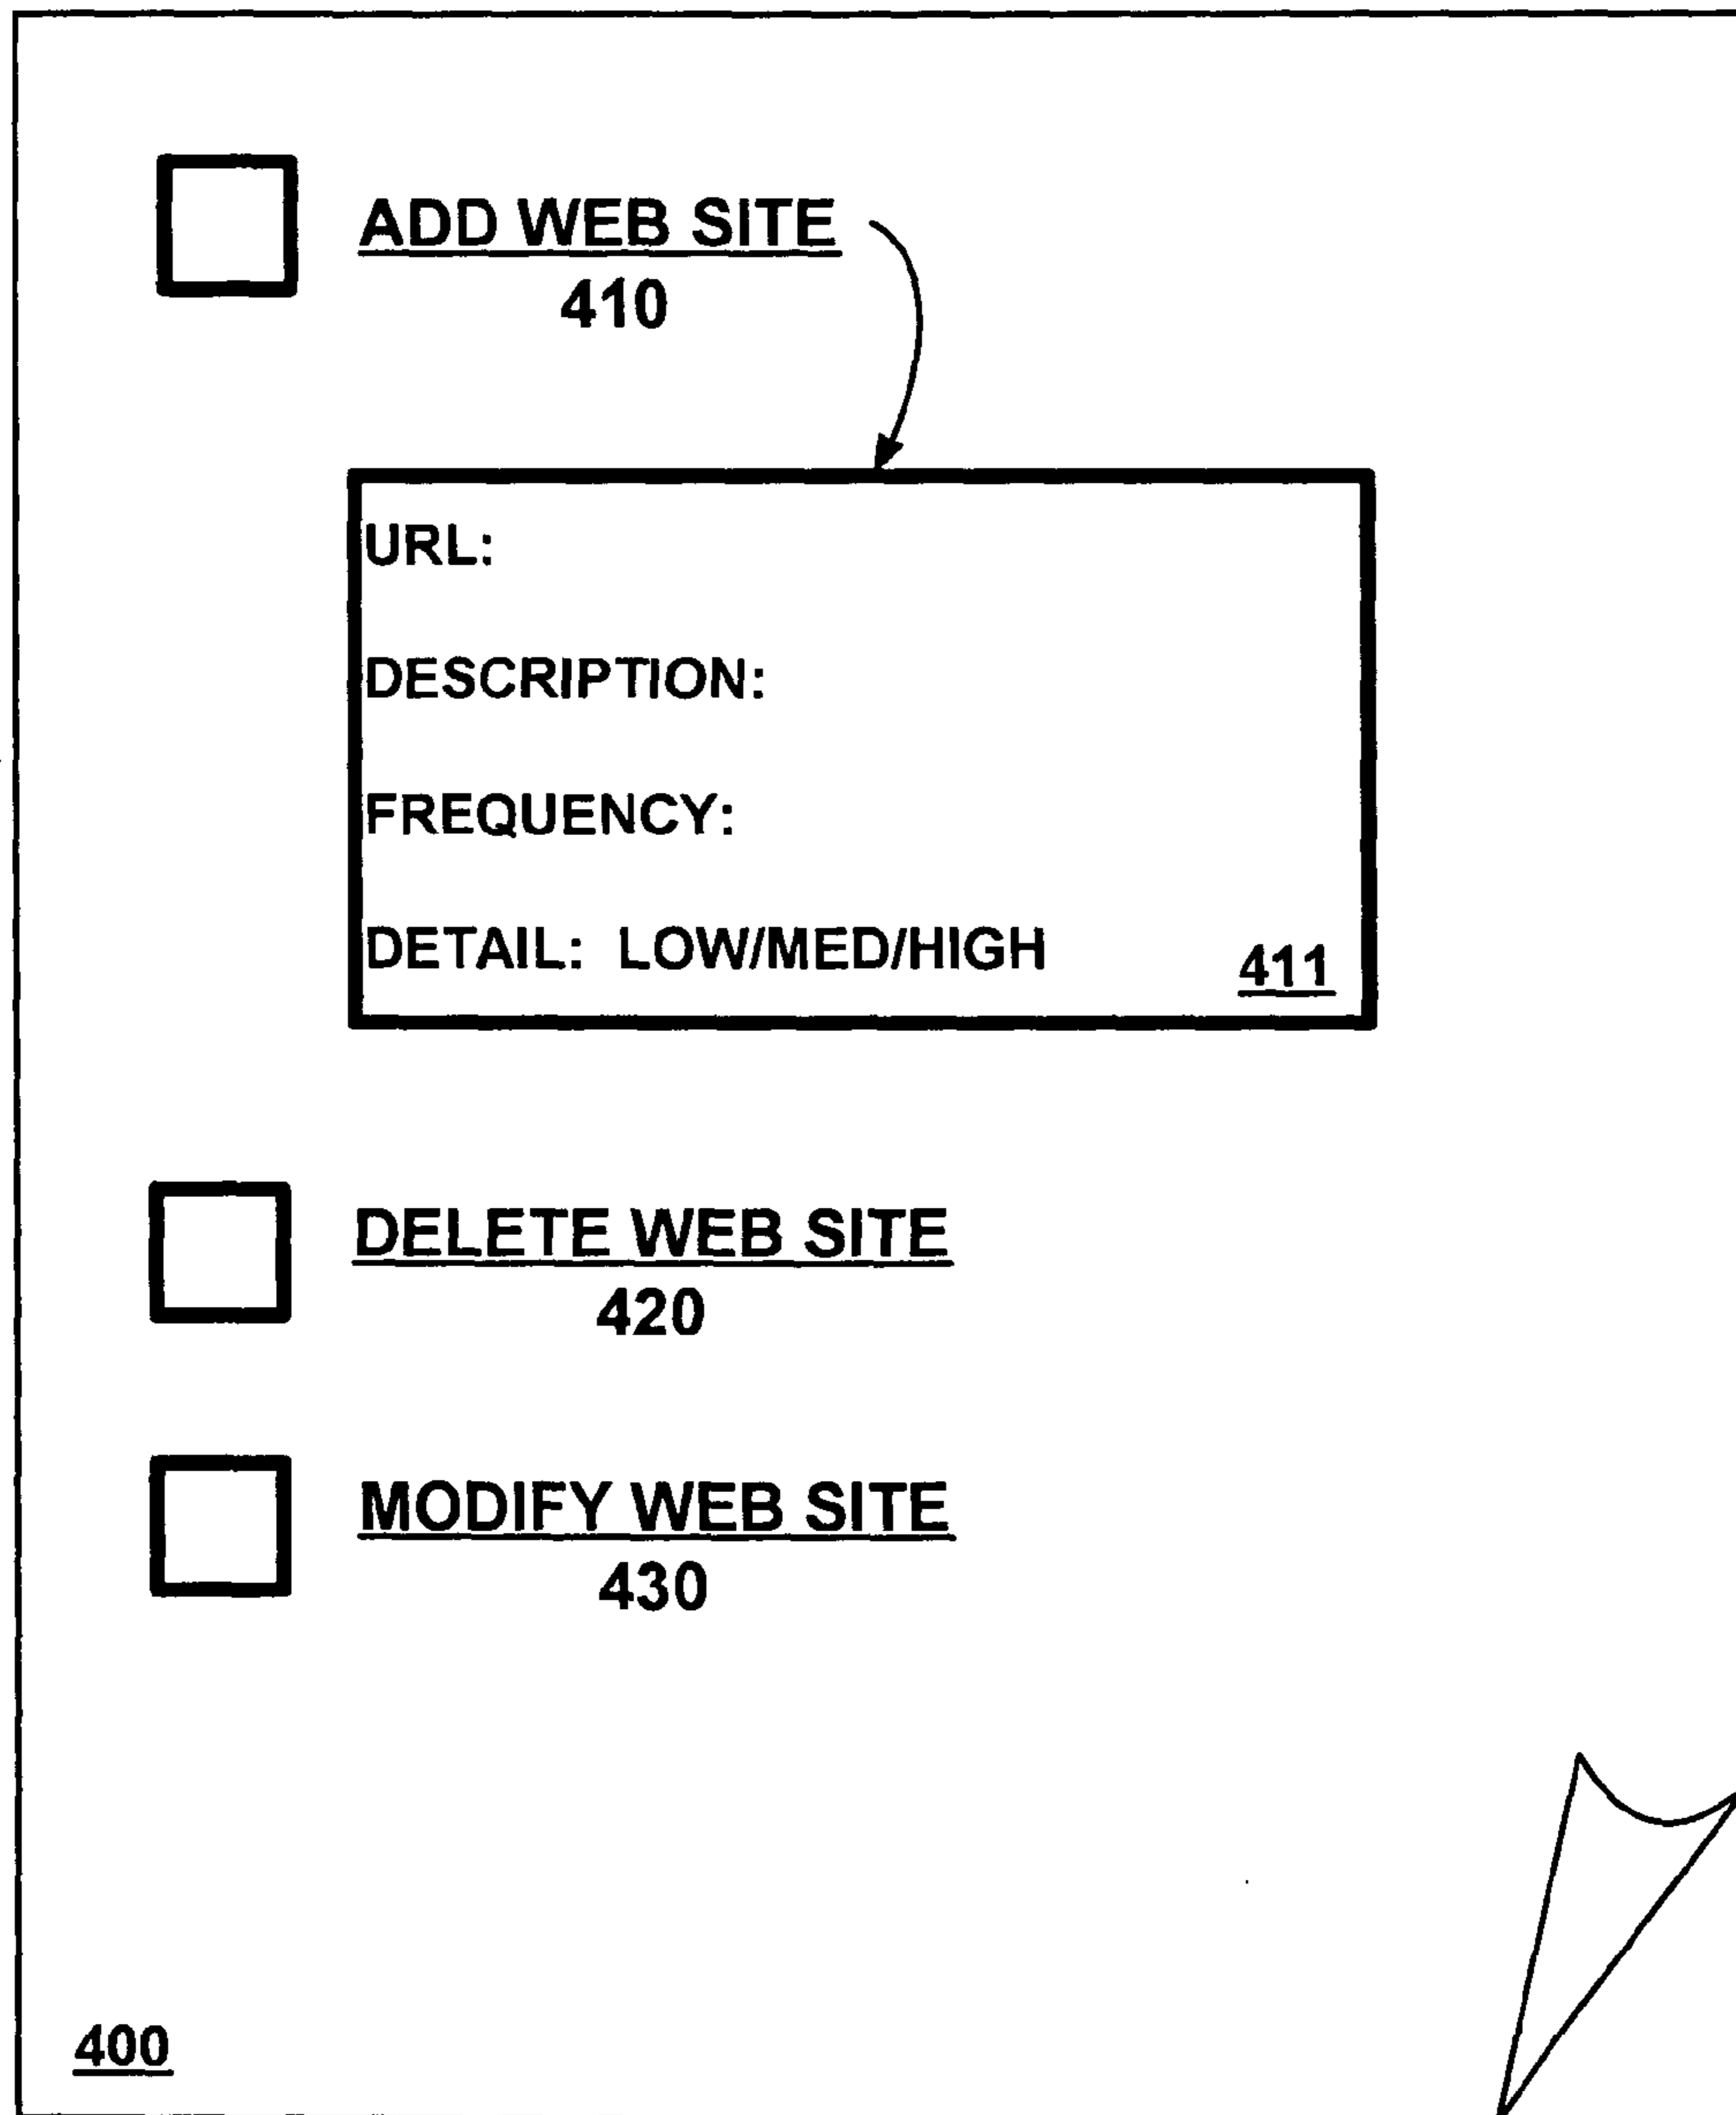 ADD WEB SITE
410
URL:
DESCRIPTION:
FREQUENCY:
DETAIL: LOW/MED/HIGH
411
DELETE WEB SITE
420
MODIFY WEB SITE
430
400